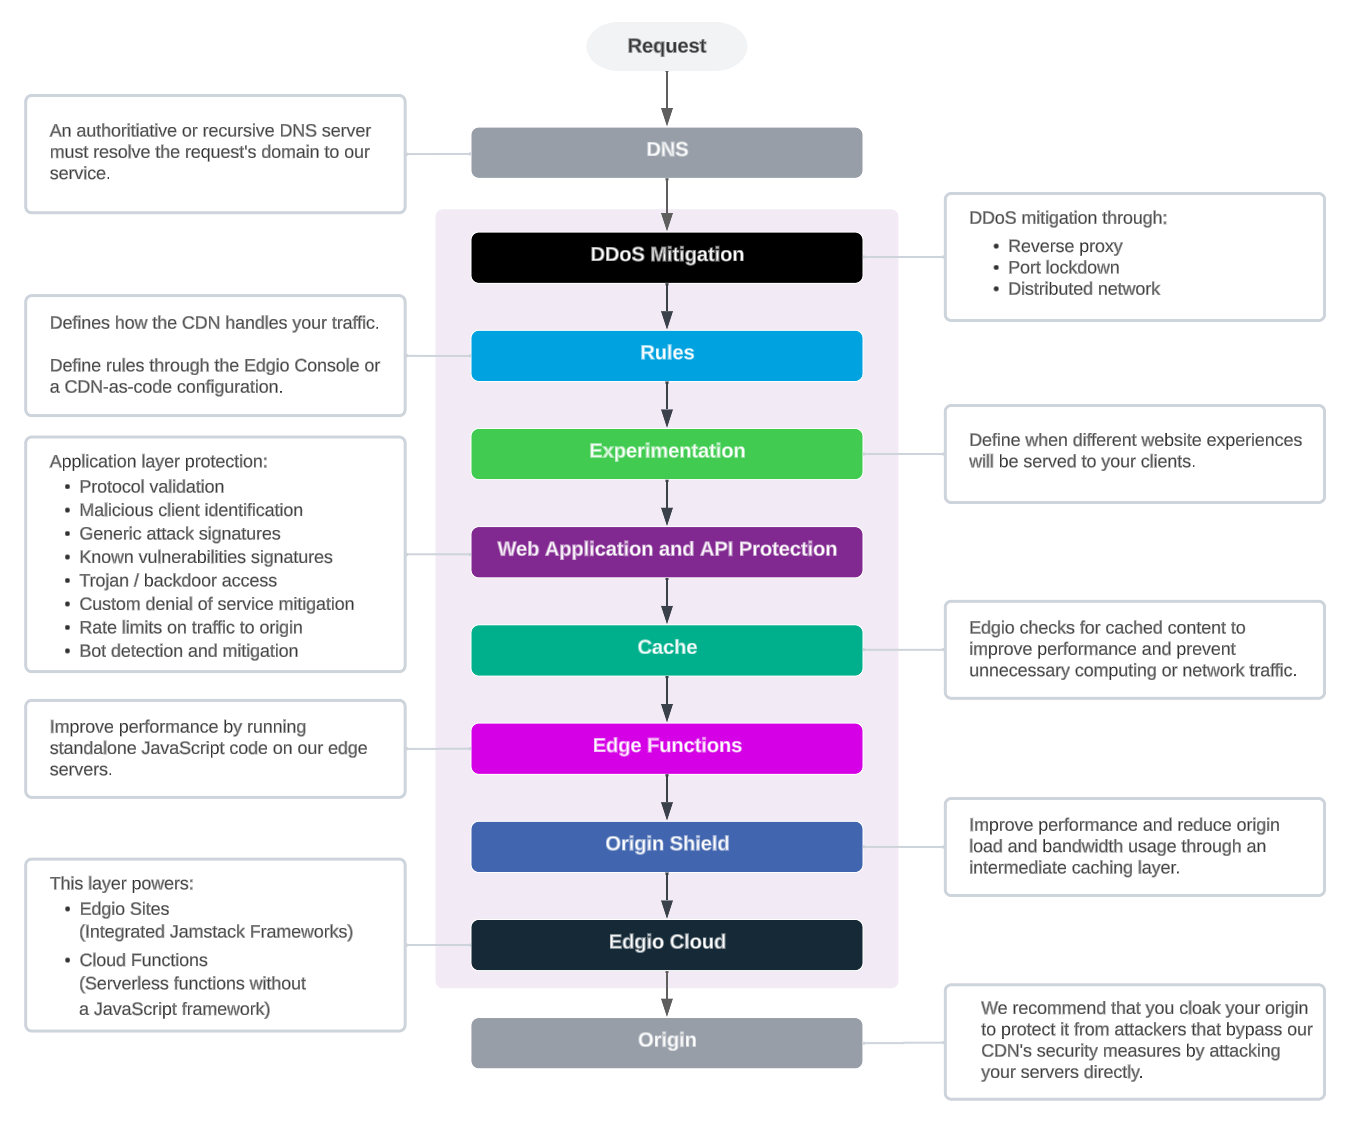 Request
An authoritiative or recursive DNS server
must resolve the request's domain to our
service.
DNS
DDoS Mitigation
DDoS mitigation through:
• Reverse proxy
• Port lockdown
• Distributed network
Defines how the CDN handles your traffic.
Define rules through the Edgio Console or
a CDN-as-code configuration.
Rules
Experimentation
Define when different website experiences
will be served to your clients.
Application layer protection:
• Protocol validation
• Malicious client identification
• Generic attack signatures
• Known vulnerabilities signatures
• Trojan / backdoor access
• Custom denial of service mitigation
• Rate limits on traffic to origin
• Bot detection and mitigation
Web Application and API Protection
Cache
Edgio checks for cached content to
improve performance and prevent
unnecessary computing or network traffic.
Improve performance by running
standalone JavaScript code on our edge
servers.
Edge Functions
Origin Shield
Improve performance and reduce origin
load and bandwidth usage through an
intermediate caching layer.
This layer powers:
• Edgio Sites
(Integrated Jamstack Frameworks)
• Cloud Functions
(Serverless functions without
a JavaScript framework)
Edgio Cloud
Origin
We recommend that you cloak your origin
to protect it from attackers that bypass our
CDN's security measures by attacking
your servers directly.